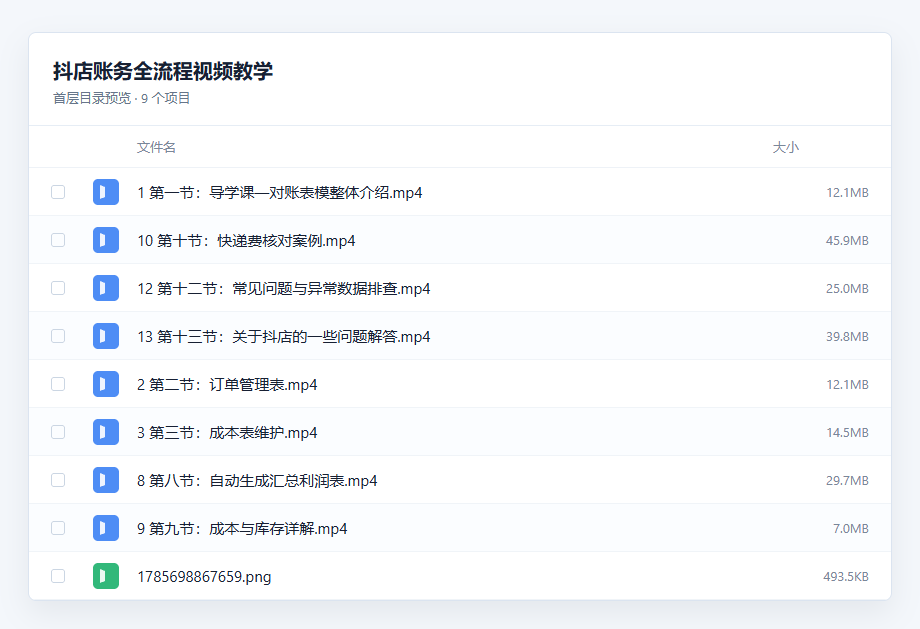 抖店账务全流程视频教学
首层目录预览 · 9 个项目
文件名 大小
1 第一节：导学课—对账表模整体介绍.mp4 12.1MB
10 第十节：快递费核对案例.mp4 45.9MB
12 第十二节：常见问题与异常数据排查.mp4 25.0MB
13 第十三节：关于抖店的一些问题解答.mp4 39.8MB
2 第二节：订单管理表.mp4 12.1MB
3 第三节：成本表维护.mp4 14.5MB
8 第八节：自动生成汇总利润表.mp4 29.7MB
9 第九节：成本与库存详解.mp4 7.0MB
1785698867659.png 493.5KB